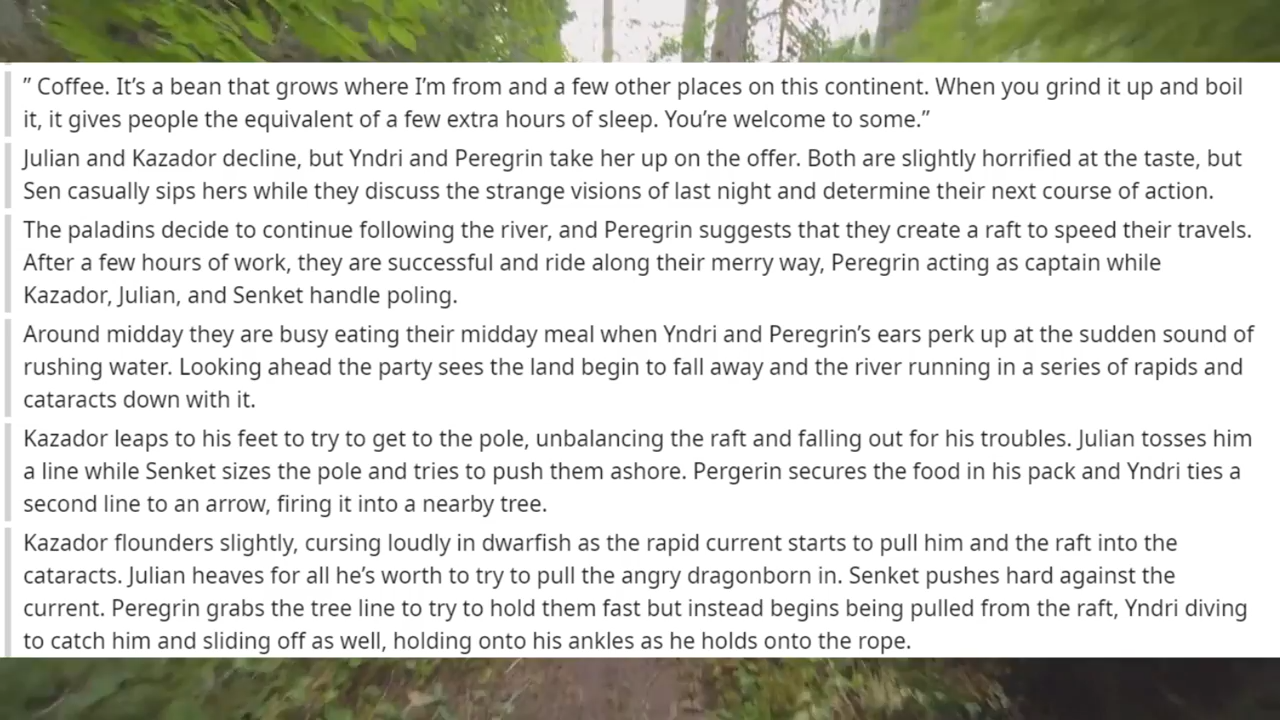 ” Coffee. It’s a bean that grows where I’m from and a few other places on this continent. When you grind it up and boil
it, it gives people the equivalent of a few extra hours of sleep. You’re welcome to some.”
Julian and Kazador decline, but Yndri and Peregrin take her up on the offer. Both are slightly horrified at the taste, but
Sen casually sips hers while they discuss the strange visions of last night and determine their next course of action.
The paladins decide to continue following the river, and Peregrin suggests that they create a raft to speed their travels.
After a few hours of work, they are successful and ride along their merry way, Peregrin acting as captain while
Kazador, Julian, and Senket handle poling.
Around midday they are busy eating their midday meal when Yndri and Peregrin’s ears perk up at the sudden sound of
rushing water. Looking ahead the party sees the land begin to fall away and the river running in a series of rapids and
cataracts down with it.
Kazador leaps to his feet to try to get to the pole, unbalancing the raft and falling out for his troubles. Julian tosses him
a line while Senket sizes the pole and tries to push them ashore. Pergerin secures the food in his pack and Yndri ties a
second line to an arrow, firing it into a nearby tree.
Kazador flounders slightly, cursing loudly in dwarfish as the rapid current starts to pull him and the raft into the
cataracts. Julian heaves for all he’s worth to try to pull the angry dragonborn in. Senket pushes hard against the
current. Peregrin grabs the tree line to try to hold them fast but instead begins being pulled from the raft, Yndri diving
to catch him and sliding off as well, holding onto his ankles as he holds onto the rope.